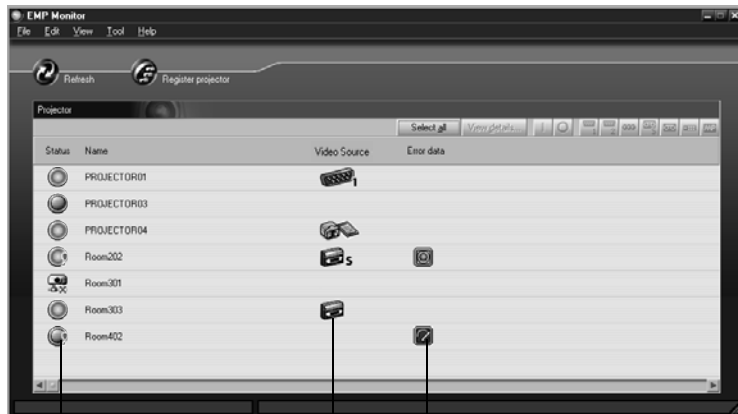 EMP Monitor
File Edit View Tool Help
Refresh Register projector
Projector
Select all View details...
Status Name Video Source Error data
PROJECTOR01 1
PROJECTOR03
PROJECTOR04
Room202 S
Room301
Room303
Room402